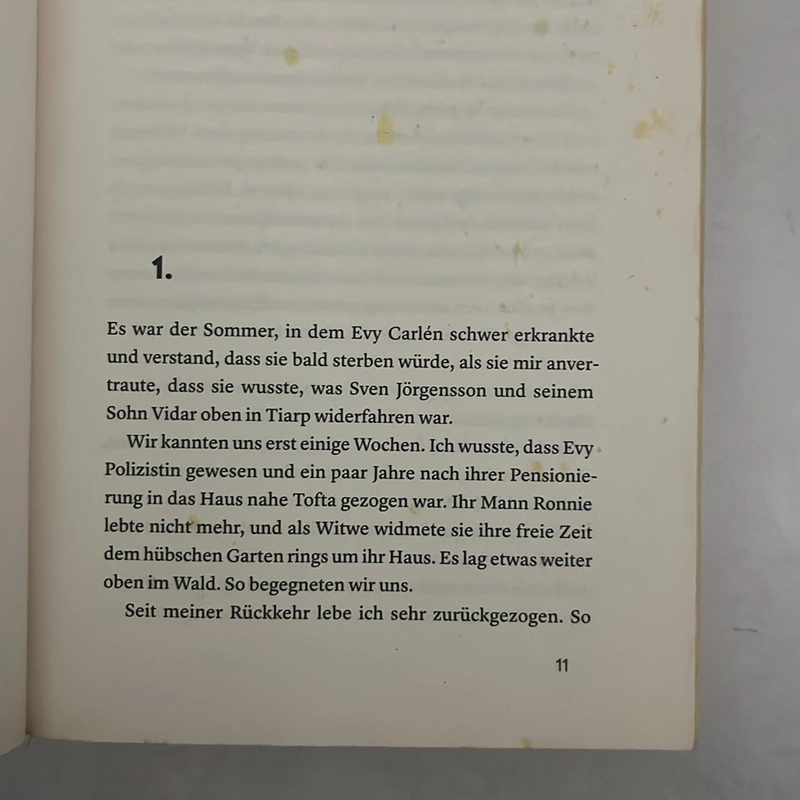 1.
Es war der Sommer, in dem Evy Carlén schwer erkrankte
und verstand, dass sie bald sterben würde, als sie mir anver-
traute, dass sie wusste, was Sven Jörgensson und seinem
Sohn Vidar oben in Tiarp widerfahren war.
Wir kannten uns erst einige Wochen. Ich wusste, dass Evy
Polizistin gewesen und ein paar Jahre nach ihrer Pensionie-
rung in das Haus nahe Tofta gezogen war. Ihr Mann Ronnie
lebte nicht mehr, und als Witwe widmete sie ihre freie Zeit
dem hübschen Garten rings um ihr Haus. Es lag etwas weiter
oben im Wald. So begegneten wir uns.
Seit meiner Rückkehr lebe ich sehr zurückgezogen. So
11